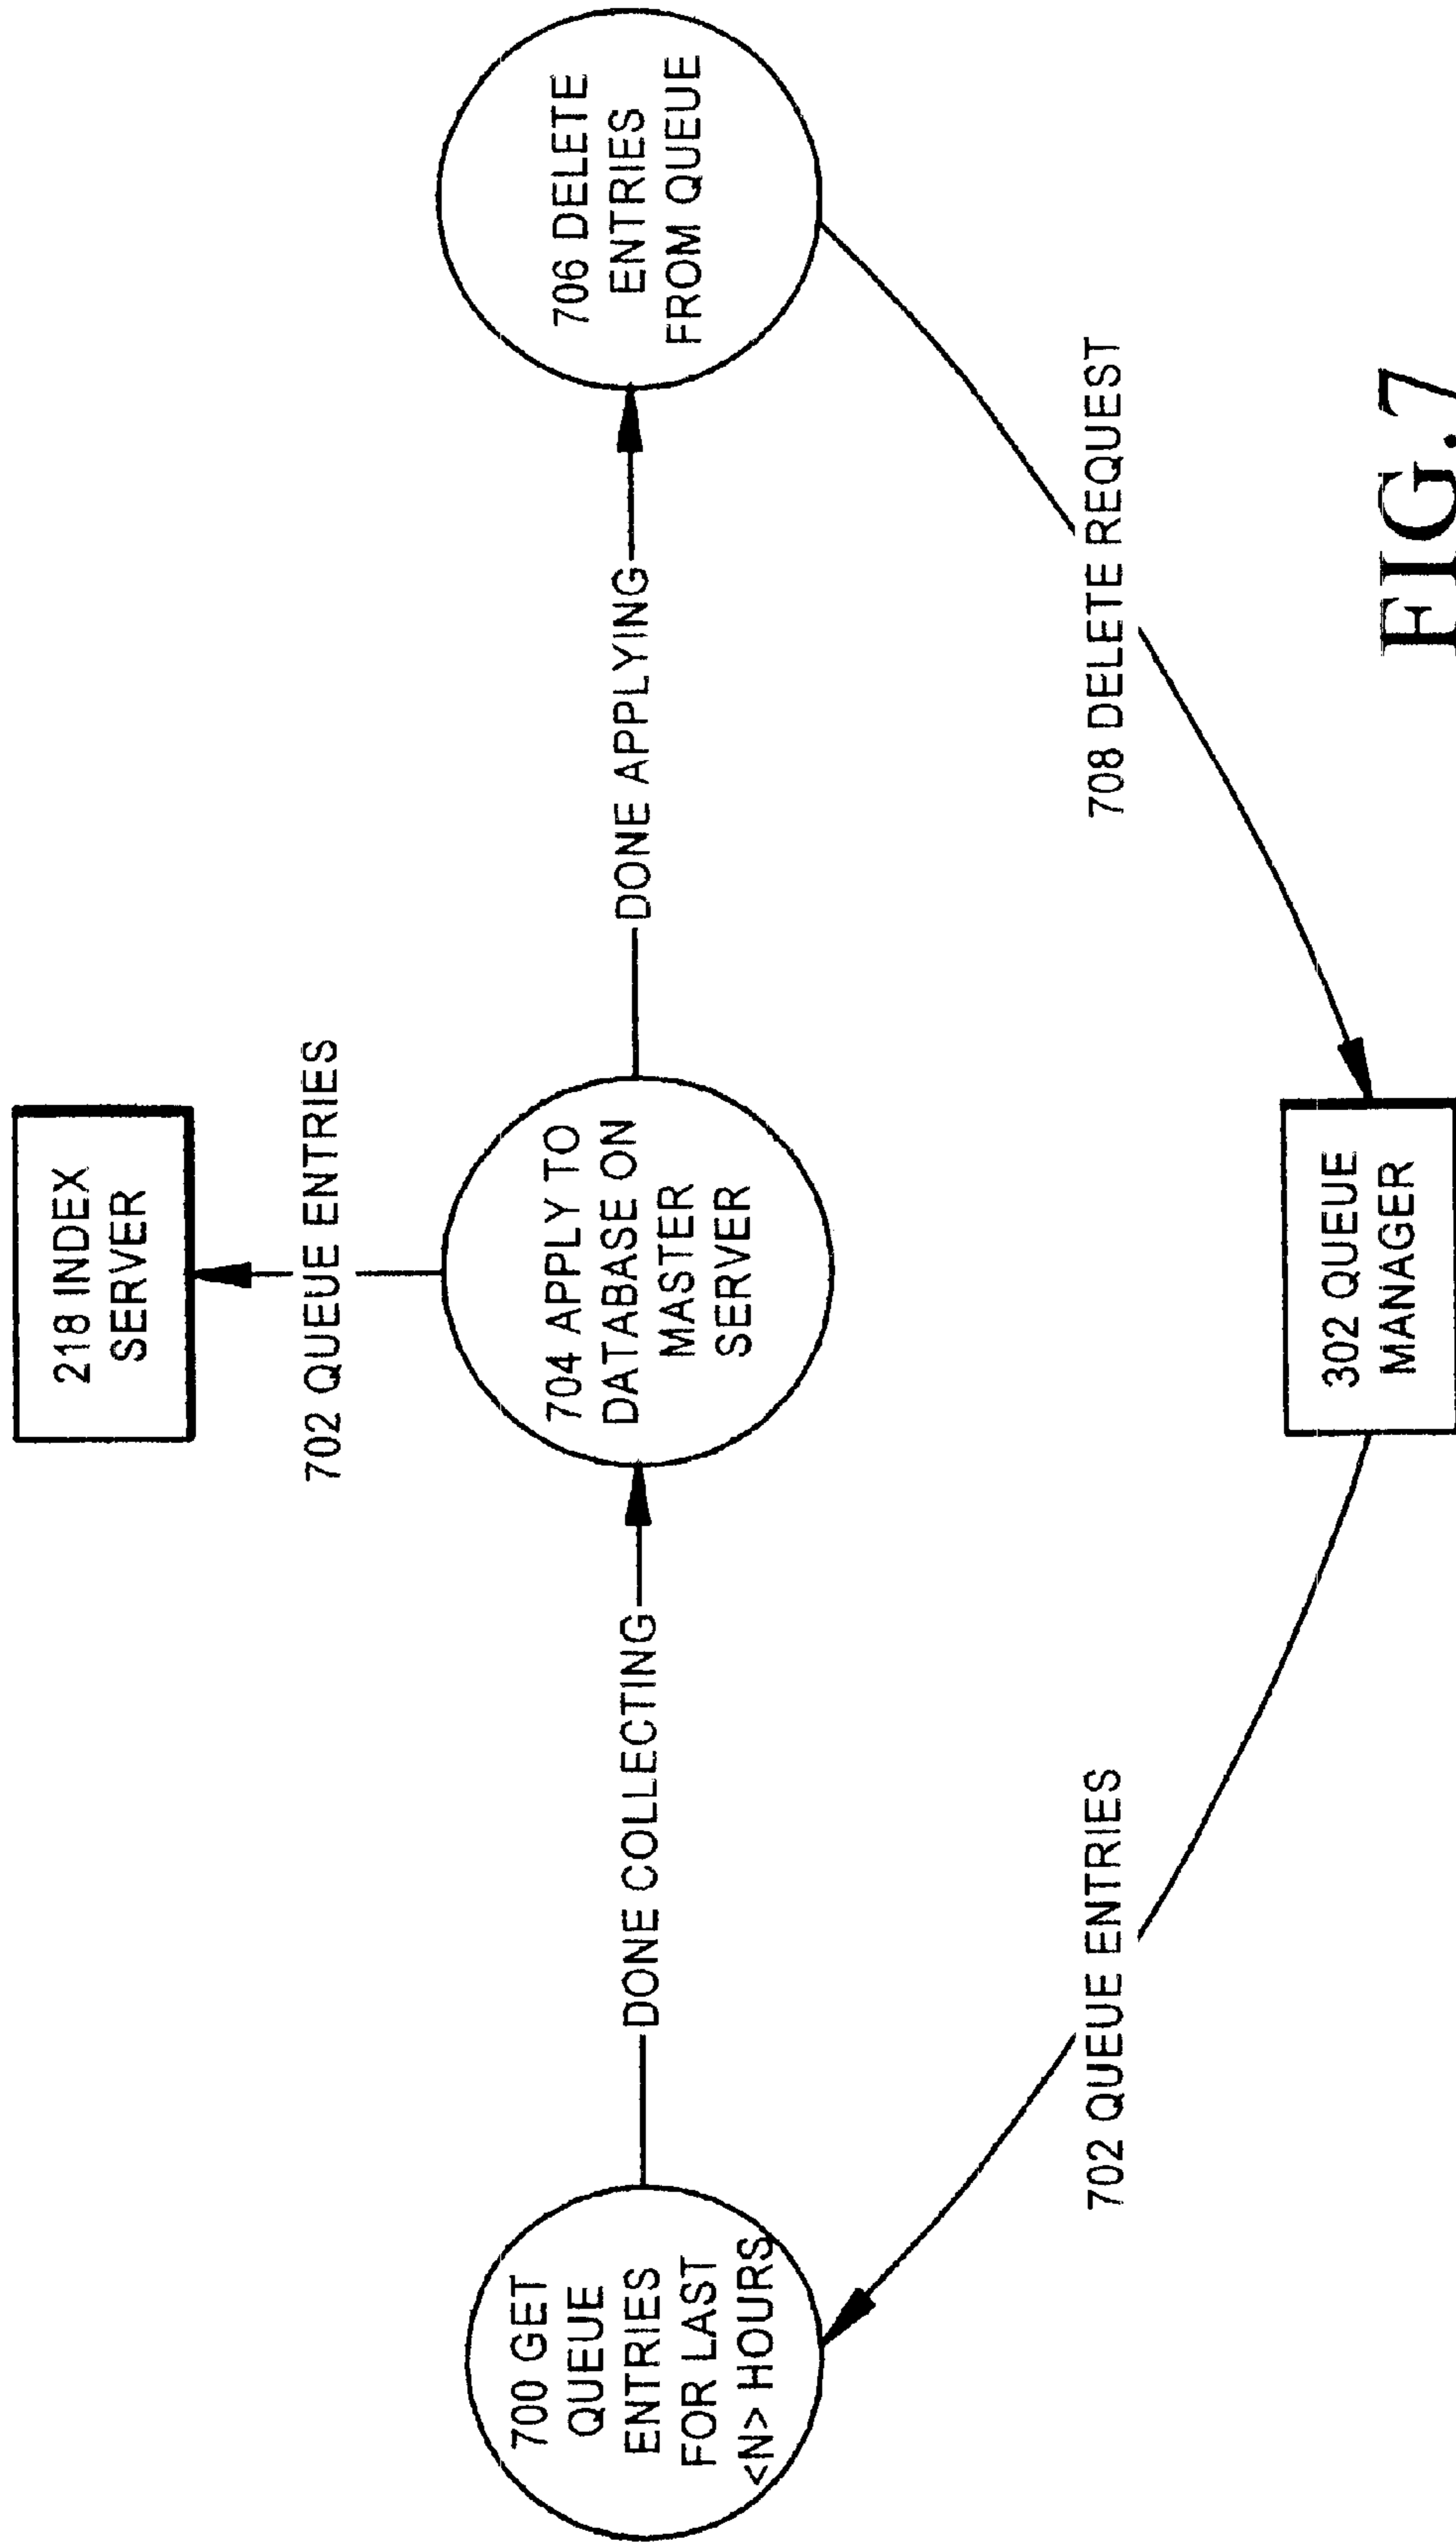 218 INDEX
SERVER
702 QUEUE ENTRIES
700 GET
QUEUE
ENTRIES
FOR LAST
<N> HOURS
DONE COLLECTING
704 APPLY TO
DATABASE ON
MASTER
SERVER
DONE APPLYING
706 DELETE
ENTRIES
FROM QUEUE
702 QUEUE ENTRIES
708 DELETE REQUEST
302 QUEUE
MANAGER
FIG.7